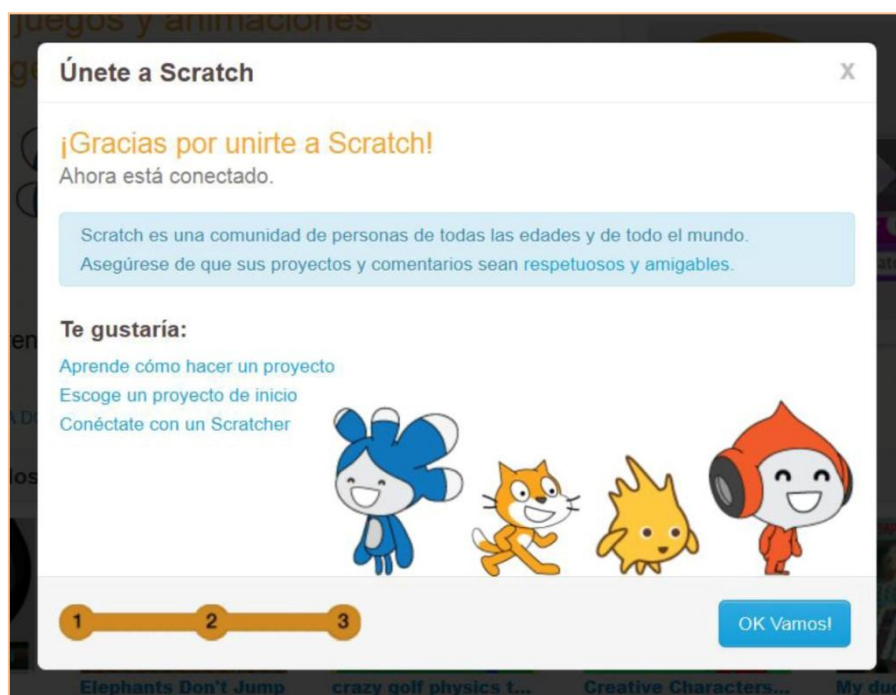 juegos y animaciones
Únete a Scratch
X
¡Gracias por unirte a Scratch!
Ahora está conectado.
Scratch es una comunidad de personas de todas las edades y de todo el mundo.
Asegúrese de que sus proyectos y comentarios sean respetuosos y amigables.
Te gustaría:
Aprende cómo hacer un proyecto
Escoge un proyecto de inicio
Conéctate con un Scratcher
1 2 3
OK Vamos!
Elephants Don't Jump
crazy golf physics t...
Creative Characters...